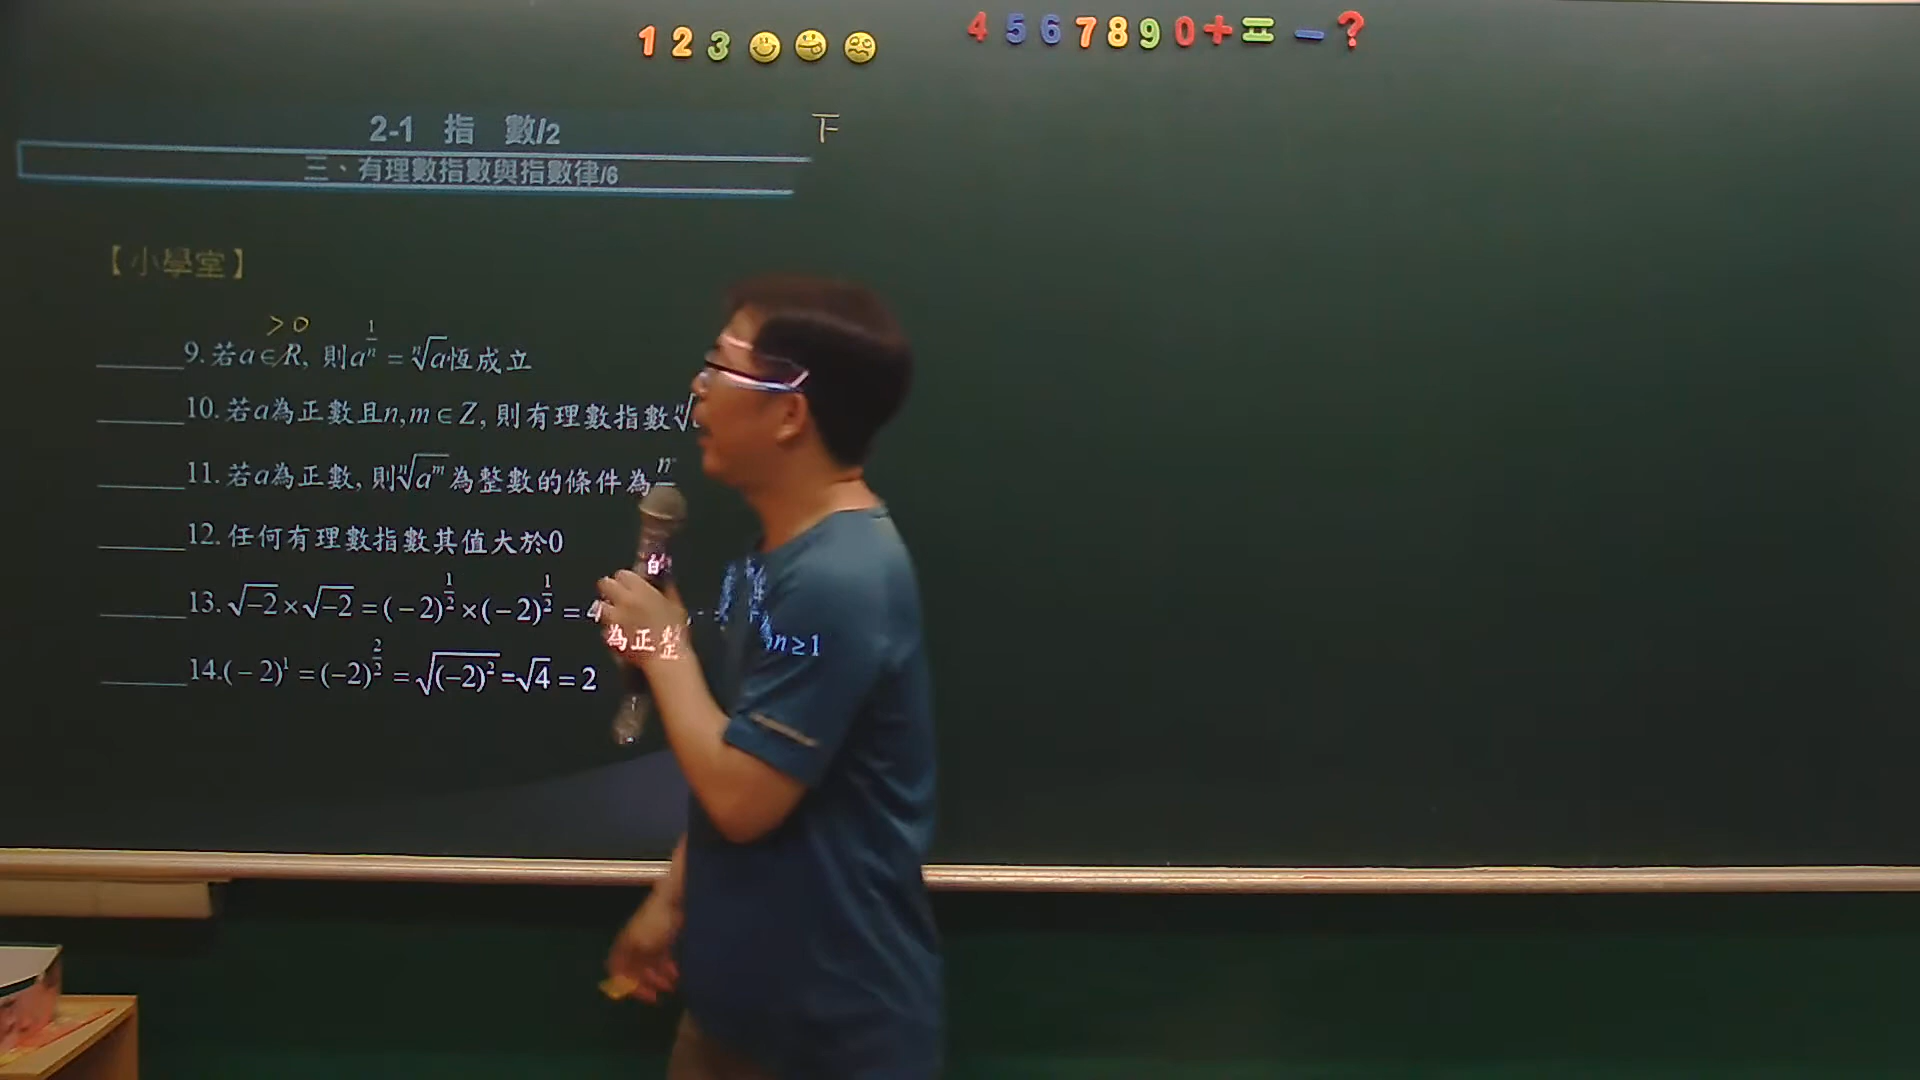 1 2 3 4 5 6 7 8 9 0 + = − ?
2-1 指 數/2
下
三、有理數指數與指數律/6
【小學堂】
>0
9. 若a∈R, 則a^{1/n} = ⁿ√a恆成立
10. 若a為正數且n,m∈Z, 則有理數指數ⁿ√
11. 若a為正數, 則ⁿ√(a^m)為整數的條件為
12. 任何有理數指數其值大於0
13. √-2 × √-2 = (-2)^{1/2} × (-2)^{1/2} =
為正整
n≥1
14. (-2)^1 = (-2)^{2/2} = √((-2)^2) = √4 = 2